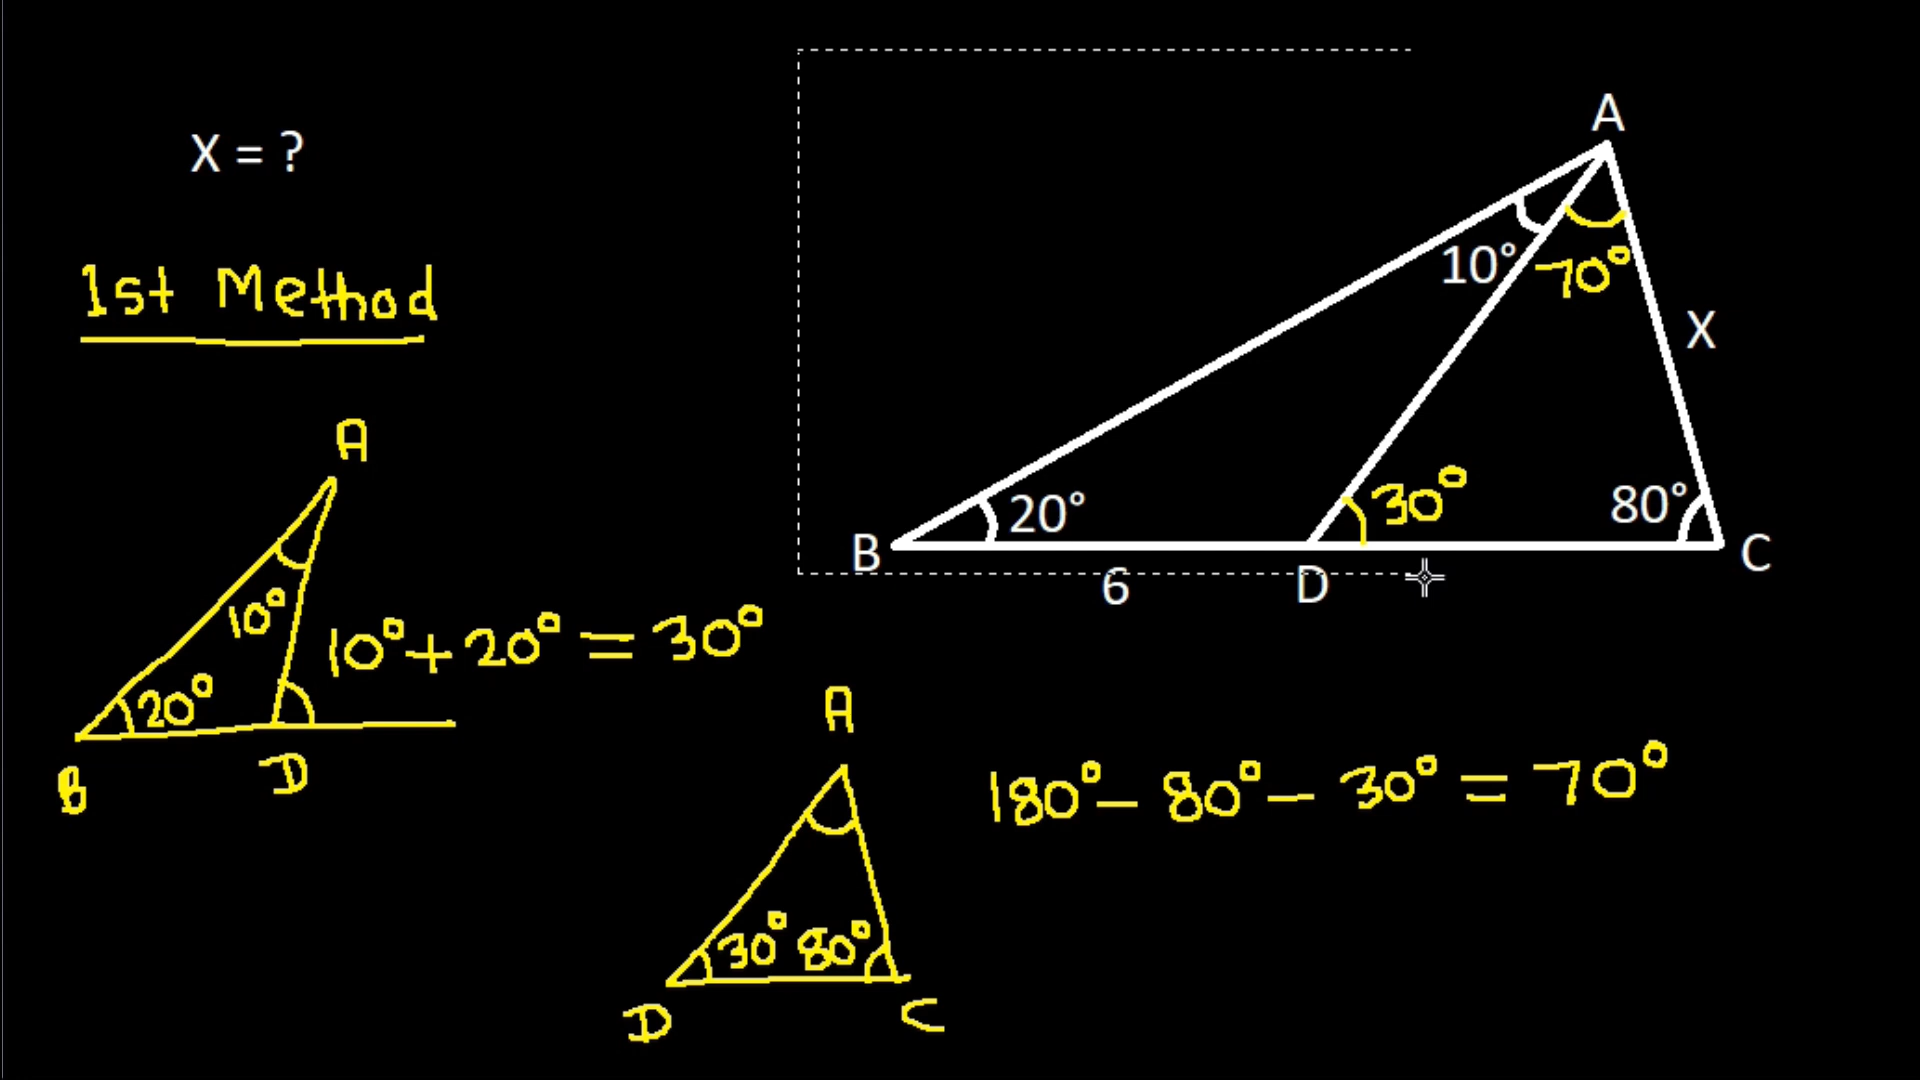 X = ?
1st Method
A
10°
70°
X
20°
30°
80°
B
6
D
C
A
10°
20°
10° + 20° = 30°
B
D
A
180° - 80° - 30° = 70°
30°
80°
D
C